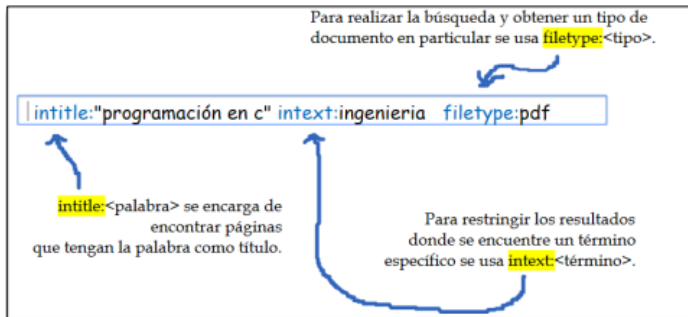 Para realizar la búsqueda y obtener un tipo de
documento en particular se usa filetype:<tipo>.
intitle:"programación en c" intext:ingenieria filetype:pdf
intitle:<palabra> se encarga de
encontrar páginas
que tengan la palabra como título.
Para restringir los resultados
donde se encuentre un término
específico se usa intext:<término>.